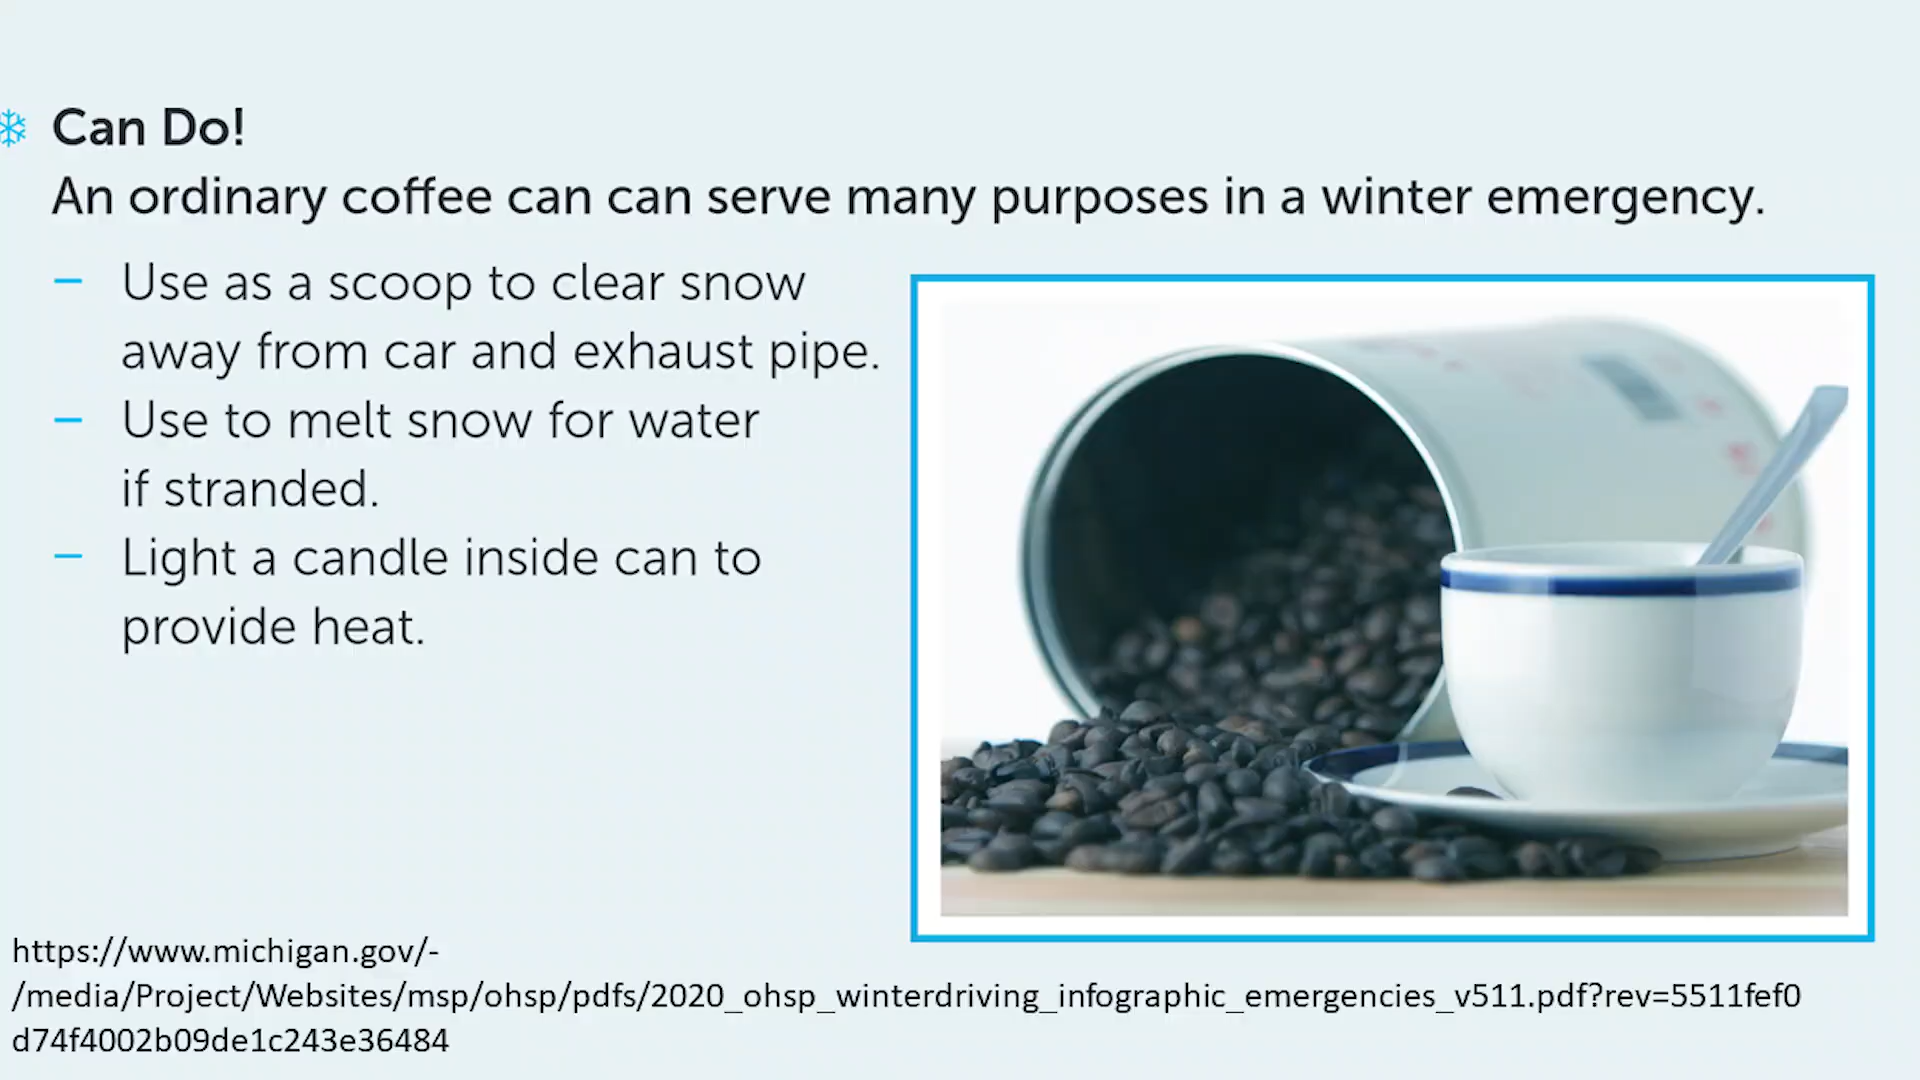 Can Do!
An ordinary coffee can can serve many purposes in a winter emergency.
– Use as a scoop to clear snow
away from car and exhaust pipe.
– Use to melt snow for water
if stranded.
– Light a candle inside can to
provide heat.
https://www.michigan.gov/-
/media/Project/Websites/msp/ohsp/pdfs/2020_ohsp_winterdriving_infographic_emergencies_v511.pdf?rev=5511fef0
d74f4002b09de1c243e36484